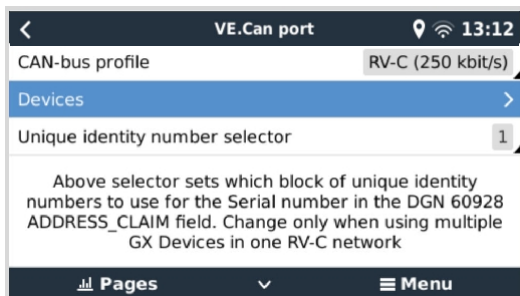 VE.Can port 13:12
CAN-bus profile RV-C (250 kbit/s)
Devices
Unique identity number selector 1
Above selector sets which block of unique identity
numbers to use for the Serial number in the DGN 60928
ADDRESS_CLAIM field. Change only when using multiple
GX Devices in one RV-C network
Pages Menu